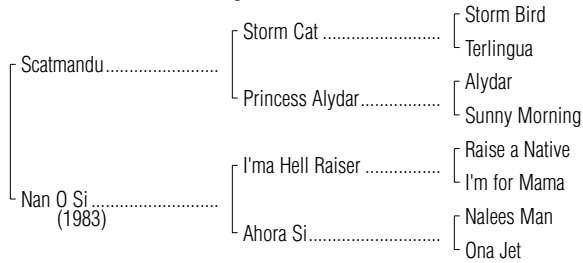 Storm Bird
Storm Cat ........................
Terlingua
Scatmandu.......................
Alydar
Princess Alydar................
Sunny Morning
Raise a Native
I'ma Hell Raiser ...............
I'm for Mama
Nan O Si .........................
(1983)
Nalees Man
Ahora Si...........................
Ona Jet